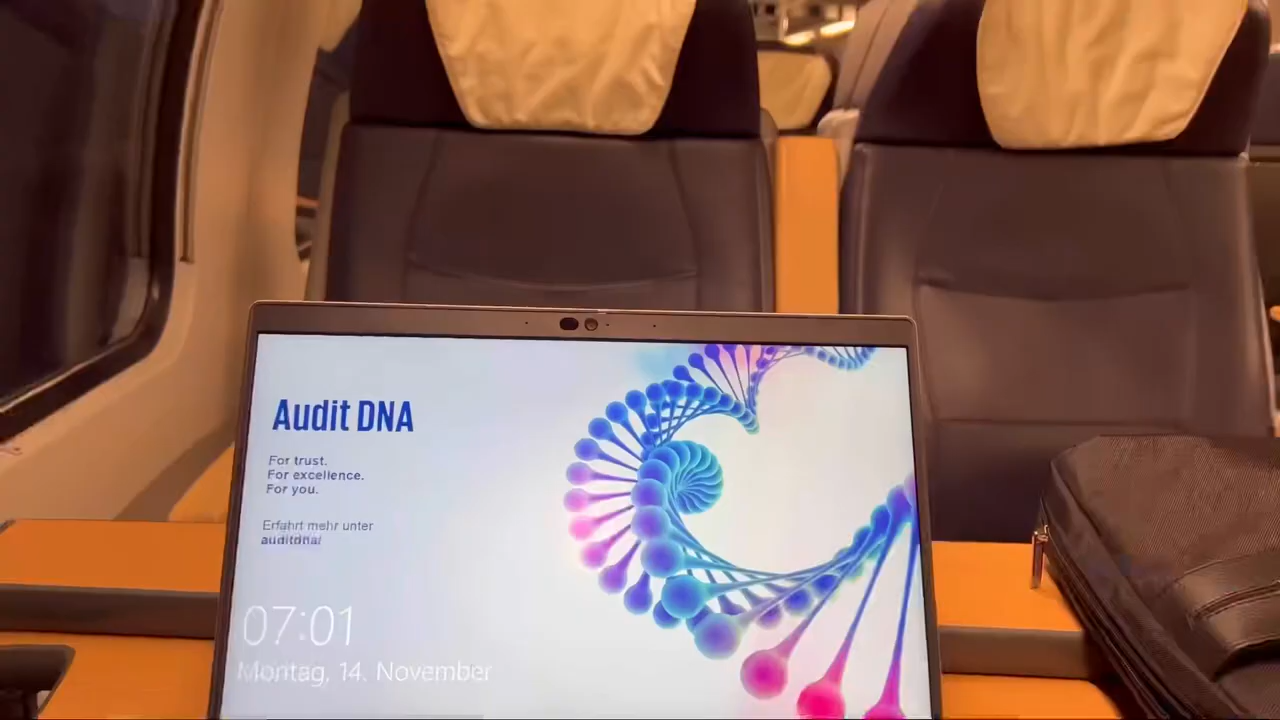 Audit DNA
For trust.
For excellence.
For you.
Erfahrt mehr unter
auditdna/
07:01
Montag, 14. November